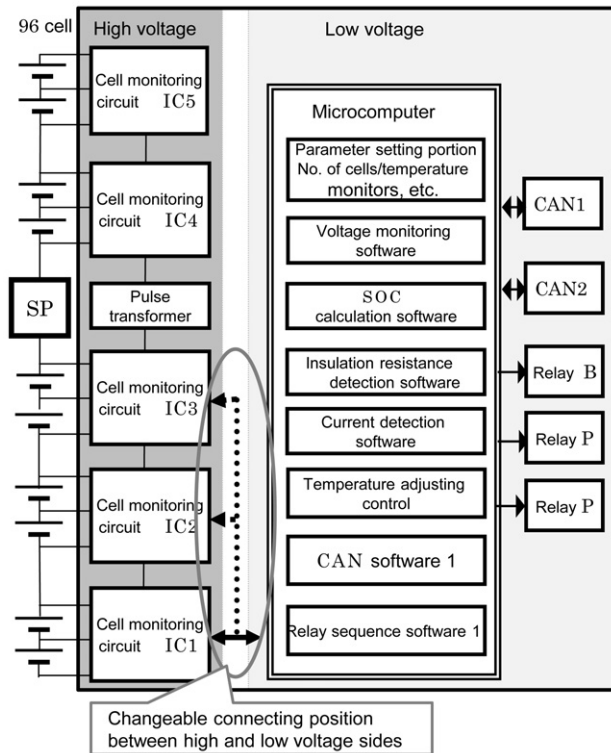 96 cell
High voltage
Low voltage
Cell monitoring
circuit IC5
Cell monitoring
circuit IC4
SP
Pulse
transformer
Cell monitoring
circuit IC3
Cell monitoring
circuit IC2
Cell monitoring
circuit IC1
Microcomputer
Parameter setting portion
No. of cells/temperature
monitors, etc.
Voltage monitoring
software
SOC
calculation software
Insulation resistance
detection software
Current detection
software
Temperature adjusting
control
CAN software 1
Relay sequence software 1
CAN1
CAN2
Relay B
Relay P
Relay P
Changeable connecting position
between high and low voltage sides